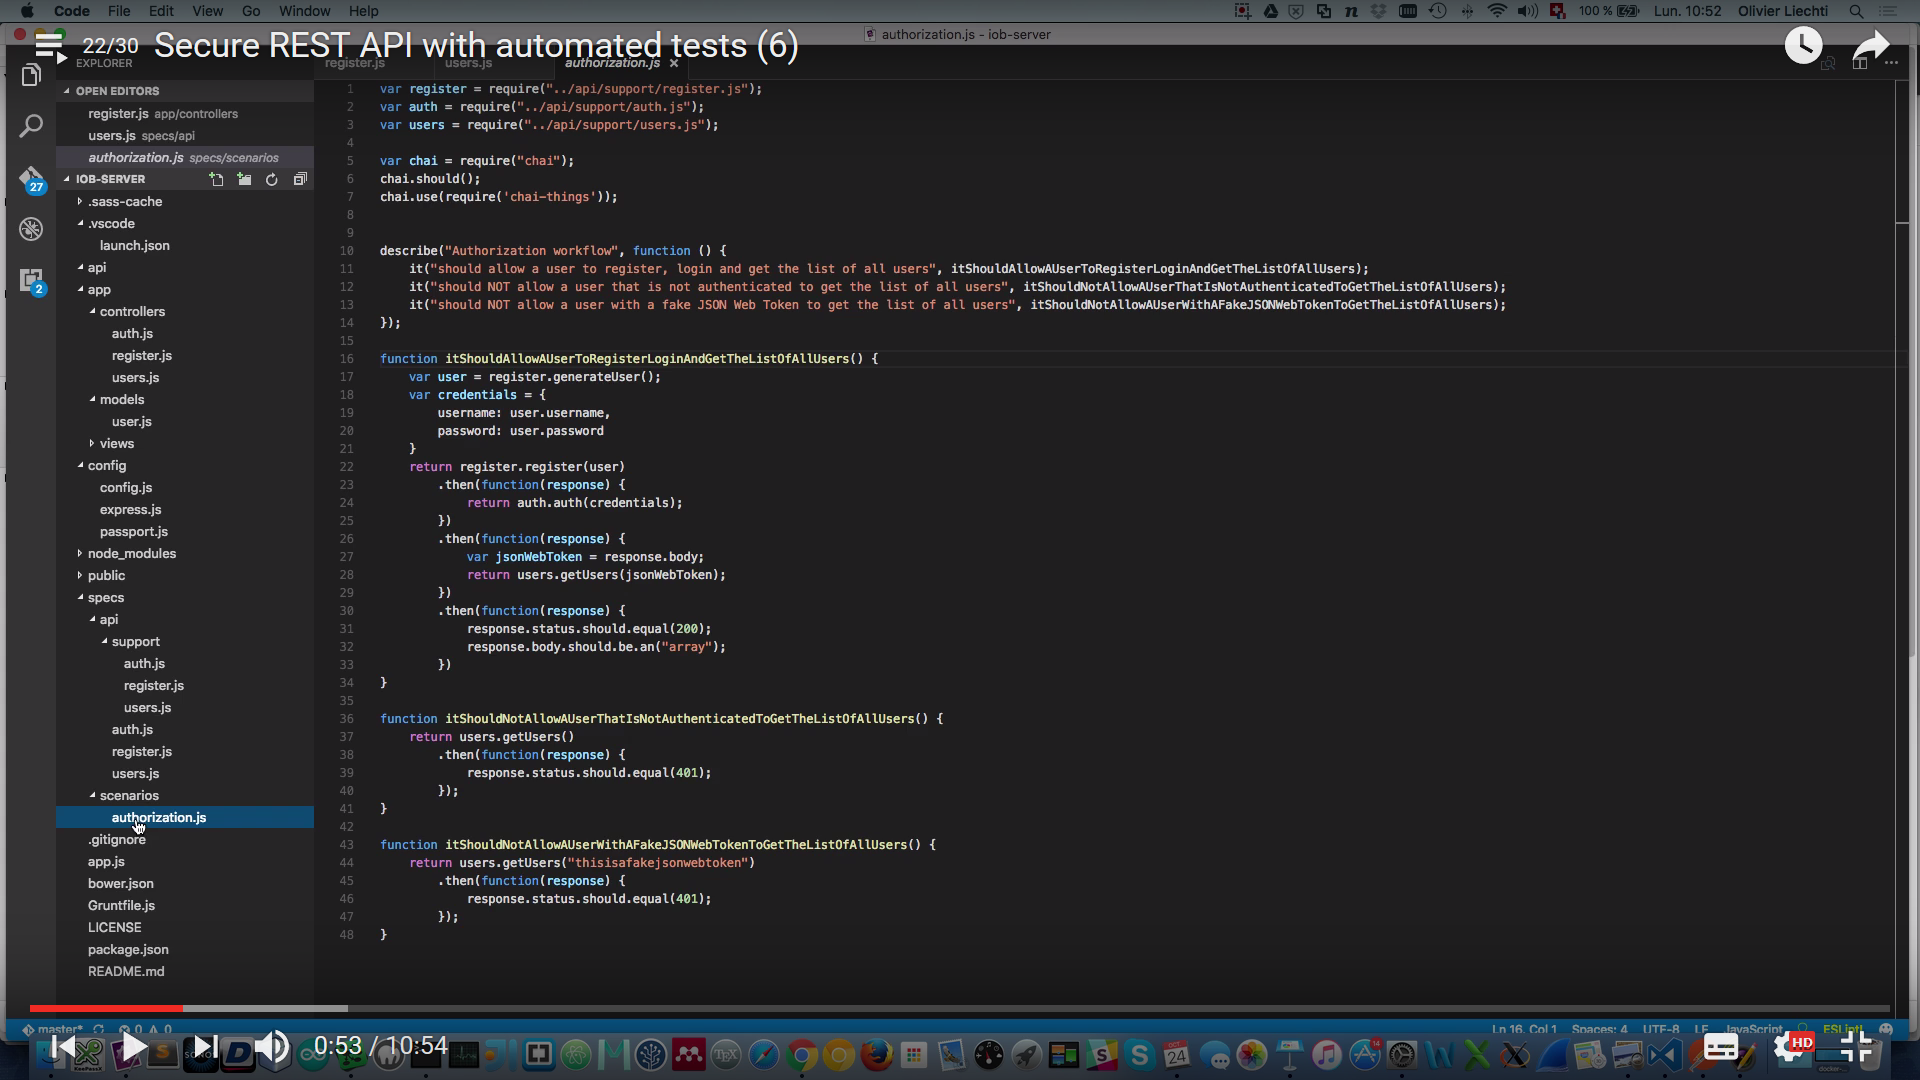 Code File Edit View Go Window Help 100 % Lun. 10:52 Olivier Liechti
22/30 Secure REST API with automated tests (6)
authorization.js - iob-server
EXPLORER
register.js users.js authorization.js
OPEN EDITORS
register.js app/controllers
users.js specs/api
authorization.js specs/scenarios
IOB-SERVER
.sass-cache
.vscode
launch.json
api
app
controllers
auth.js
register.js
users.js
models
user.js
views
config
config.js
express.js
passport.js
node_modules
public
specs
api
support
auth.js
register.js
users.js
auth.js
register.js
users.js
scenarios
authorization.js
.gitignore
app.js
bower.json
Gruntfile.js
LICENSE
package.json
README.md
27
2
1 var register = require("../api/support/register.js");
2 var auth = require("../api/support/auth.js");
3 var users = require("../api/support/users.js");
4
5 var chai = require("chai");
6 chai.should();
7 chai.use(require('chai-things'));
8
9
10 describe("Authorization workflow", function () {
11 it("should allow a user to register, login and get the list of all users", itShouldAllowAUserToRegisterLoginAndGetTheListOfAllUsers);
12 it("should NOT allow a user that is not authenticated to get the list of all users", itShouldNotAllowAUserThatIsNotAuthenticatedToGetTheListOfAllUsers);
13 it("should NOT allow a user with a fake JSON Web Token to get the list of all users", itShouldNotAllowAUserWithAFakeJSONWebTokenToGetTheListOfAllUsers);
14 });
15
16 function itShouldAllowAUserToRegisterLoginAndGetTheListOfAllUsers() {
17 var user = register.generateUser();
18 var credentials = {
19 username: user.username,
20 password: user.password
21 }
22 return register.register(user)
23 .then(function(response) {
24 return auth.auth(credentials);
25 })
26 .then(function(response) {
27 var jsonWebToken = response.body;
28 return users.getUsers(jsonWebToken);
29 })
30 .then(function(response) {
31 response.status.should.equal(200);
32 response.body.should.be.an("array");
33 })
34 }
35
36 function itShouldNotAllowAUserThatIsNotAuthenticatedToGetTheListOfAllUsers() {
37 return users.getUsers()
38 .then(function(response) {
39 response.status.should.equal(401);
40 });
41 }
42
43 function itShouldNotAllowAUserWithAFakeJSONWebTokenToGetTheListOfAllUsers() {
44 return users.getUsers("thisisafakejsonwebtoken")
45 .then(function(response) {
46 response.status.should.equal(401);
47 });
48 }
master* 0 0 Ln 16, Col 1 Spaces: 4 UTF-8 LF JavaScript ESLint!
0:53 / 10:54 HD